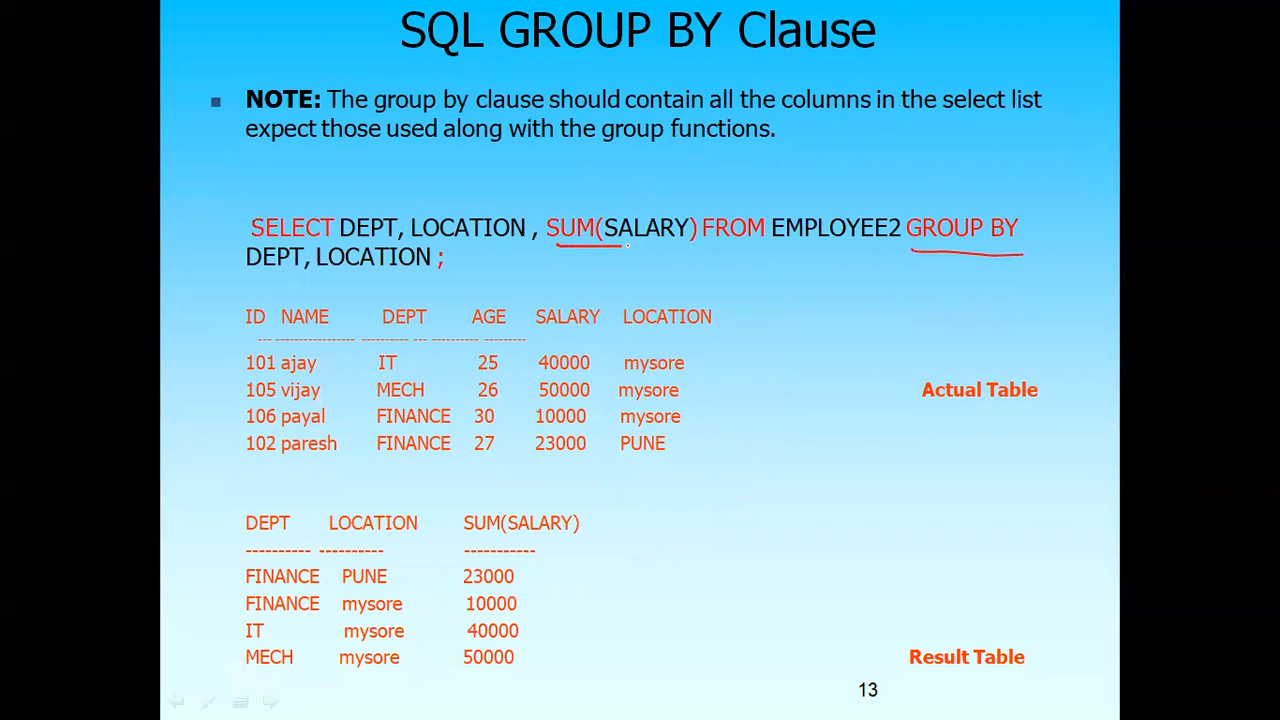 SQL GROUP BY Clause
NOTE: The group by clause should contain all the columns in the select list
expect those used along with the group functions.
SELECT DEPT, LOCATION , SUM(SALARY) FROM EMPLOYEE2 GROUP BY
DEPT, LOCATION ;
ID NAME DEPT AGE SALARY LOCATION
--- ----------------- ---------- --- ---------- ---------
101 ajay IT 25 40000 mysore
105 vijay MECH 26 50000 mysore
Actual Table
106 payal FINANCE 30 10000 mysore
102 paresh FINANCE 27 23000 PUNE
DEPT LOCATION SUM(SALARY)
---------- ---------- -----------
FINANCE PUNE 23000
FINANCE mysore 10000
IT mysore 40000
MECH mysore 50000
Result Table
13